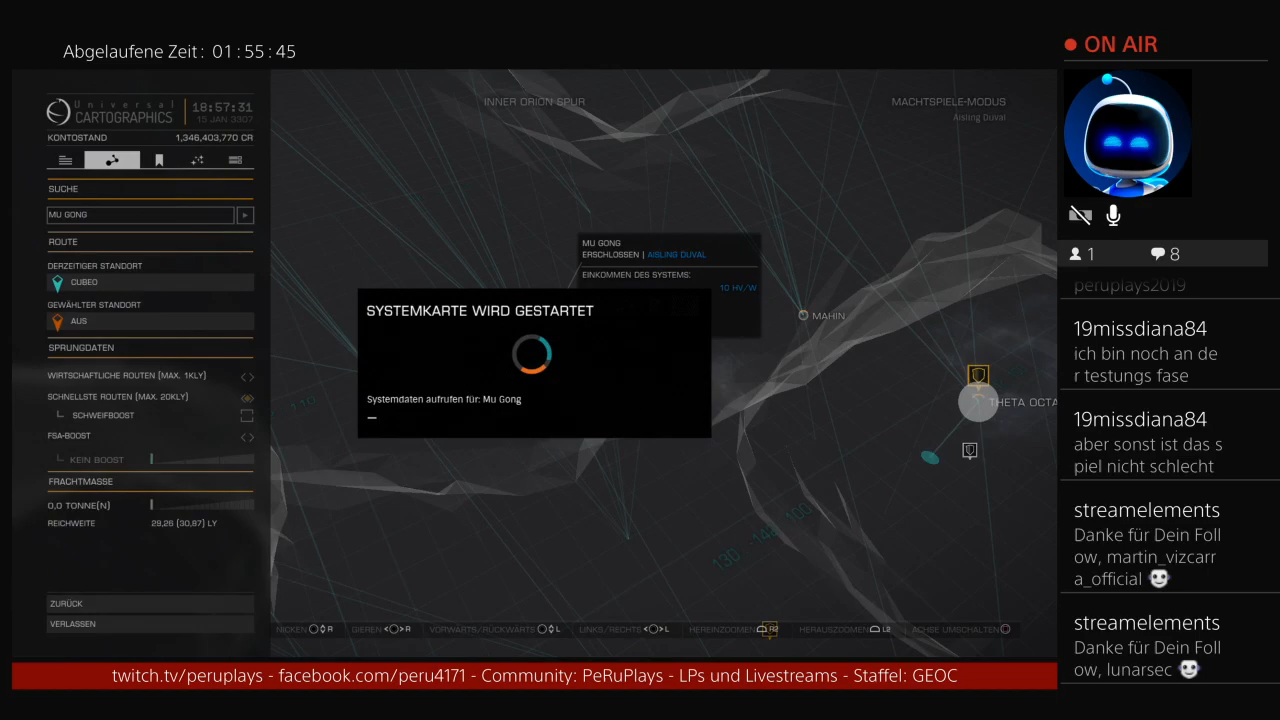 Abgelaufene Zeit: 01:55:45
ON AIR
Universal
CARTOGRAPHICS
18:57:31
15 JAN 3307
KONTOSTAND 1,346,403,770 CR
SUCHE
MU GONG
ROUTE
DERZEITIGER STANDORT
CUBEO
GEWÄHLTER STANDORT
AUS
SPRUNGDATEN
WIRTSCHAFTLICHE ROUTEN (MAX. 1KLY)
SCHNELLSTE ROUTEN (MAX. 20KLY)
SCHWEIFBOOST
FSA-BOOST
KEIN BOOST
FRACHTMASSE
0,0 TONNE(N)
REICHWEITE 29,26 (30,87) LY
ZURÜCK
VERLASSEN
INNER ORION SPUR
MACHTSPIELE-MODUS
Aisling Duval
MU GONG
ERSCHLOSSEN | AISLING DUVAL
EINKOMMEN DES SYSTEMS:
10 HV/W
SYSTEMKARTE WIRD GESTARTET
Systemdaten aufrufen für: Mu Gong
MAHIN
THETA OCTA
110
130 -140 100
NICKEN R GIEREN R VORWÄRTS/RÜCKWÄRTS L LINKS/RECHTS L HEREINZOOMEN R2 HERAUSZOOMEN L2 ACHSE UMSCHALTEN
1 8
peruplays2019
19missdiana84
ich bin noch an de
r testungs fase
19missdiana84
aber sonst ist das s
piel nicht schlecht
streamelements
Danke für Dein Foll
ow, martin_vizcarr
a_official
streamelements
Danke für Dein Foll
ow, lunarsec
twitch.tv/peruplays - facebook.com/peru4171 - Community: PeRuPlays - LPs und Livestreams - Staffel: GEOC